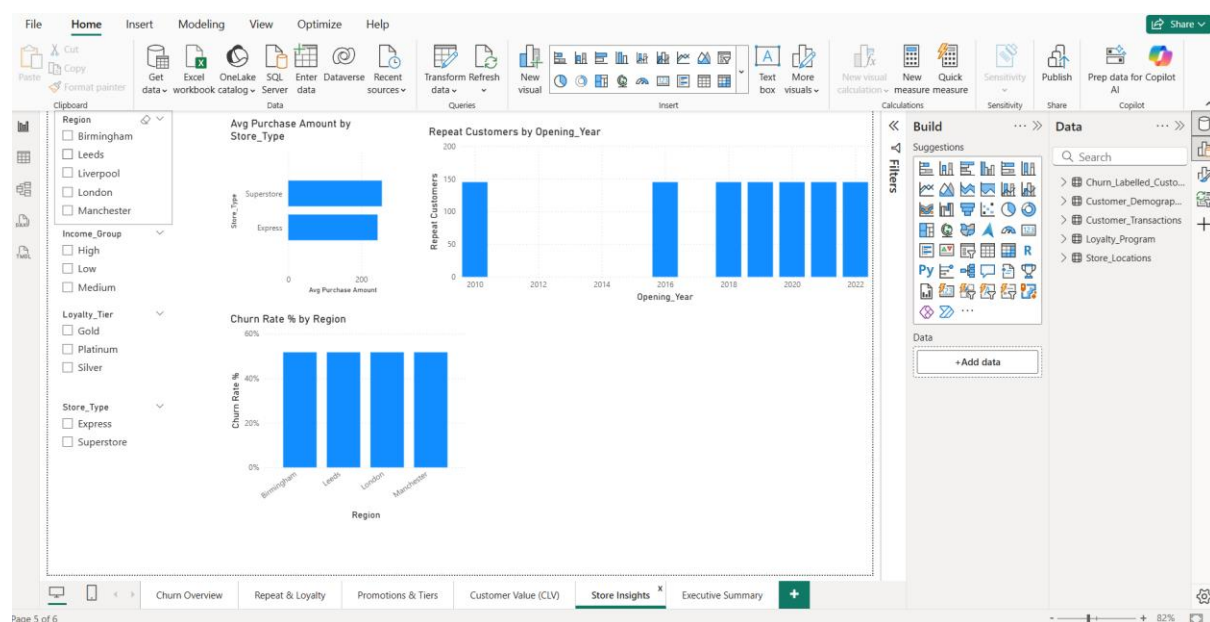 File Home Insert Modeling View Optimize Help
Share
Paste
Cut
Copy
Format painter
Get data
Excel workbook
OneLake catalog
SQL Server
Enter data
Dataverse
Recent sources
Transform data
Refresh
New visual
Text box
More visuals
New visual calculation
New measure
Quick measure
Sensitivity
Publish
Prep data for Copilot
AI
Clipboard Data Queries Insert Calculations Sensitivity Share Copilot
Region
Birmingham
Leeds
Liverpool
London
Manchester
Income_Group
High
Low
Medium
Loyalty_Tier
Gold
Platinum
Silver
Store_Type
Express
Superstore
Avg Purchase Amount by
Store_Type
Store_Type
Superstore
Express
0 200
Avg Purchase Amount
Repeat Customers by Opening_Year
Repeat Customers
200
150
100
50
0
2010 2012 2014 2016 2018 2020 2022
Opening_Year
Churn Rate % by Region
Churn Rate %
60%
40%
20%
0%
Birmingham Leeds London Manchester
Region
Filters
Build
Suggestions
R
Py
Data
+Add data
Data
Search
Churn_Labelled_Custo...
Customer_Demograp...
Customer_Transactions
Loyalty_Program
Store_Locations
Churn Overview Repeat & Loyalty Promotions & Tiers Customer Value (CLV) Store Insights Executive Summary
Page 5 of 6
82%